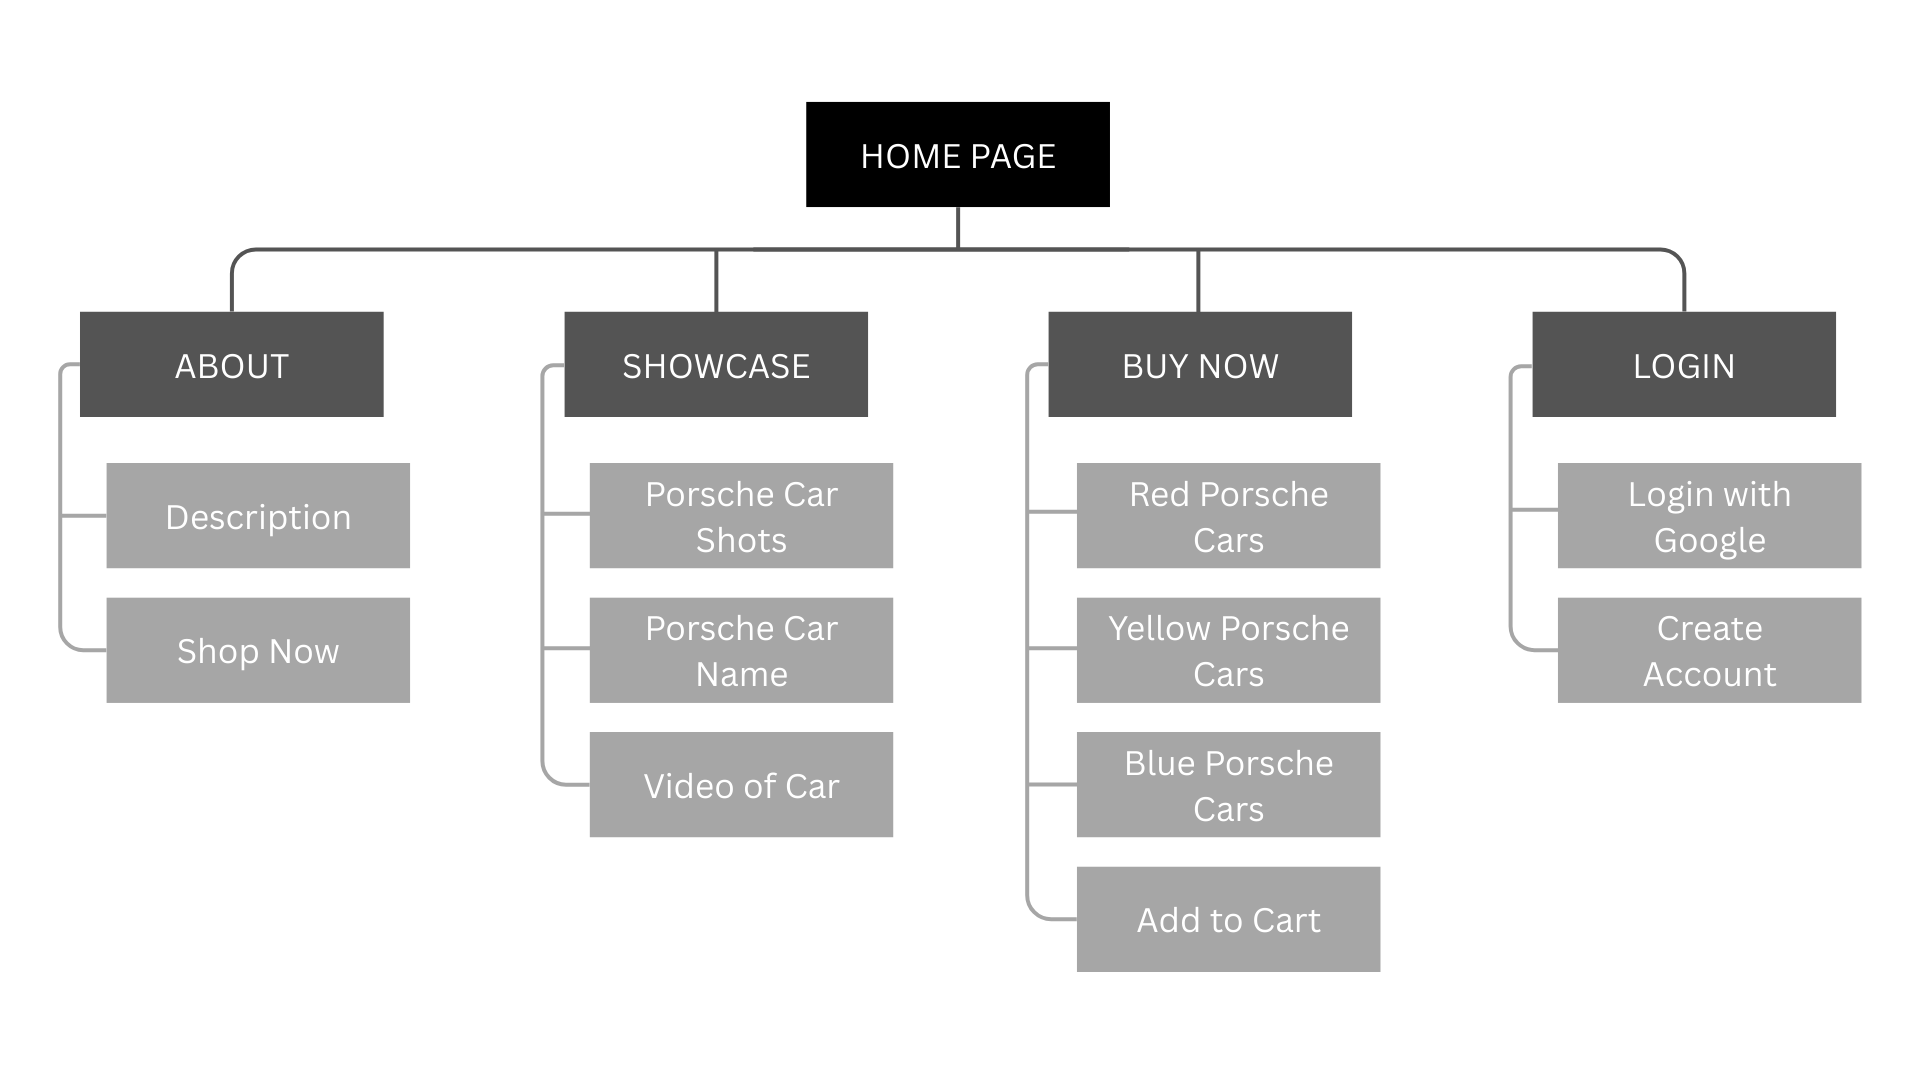 HOME PAGE
ABOUT
Description
Shop Now
SHOWCASE
Porsche Car
Shots
Porsche Car
Name
Video of Car
BUY NOW
Red Porsche
Cars
Yellow Porsche
Cars
Blue Porsche
Cars
Add to Cart
LOGIN
Login with
Google
Create
Account